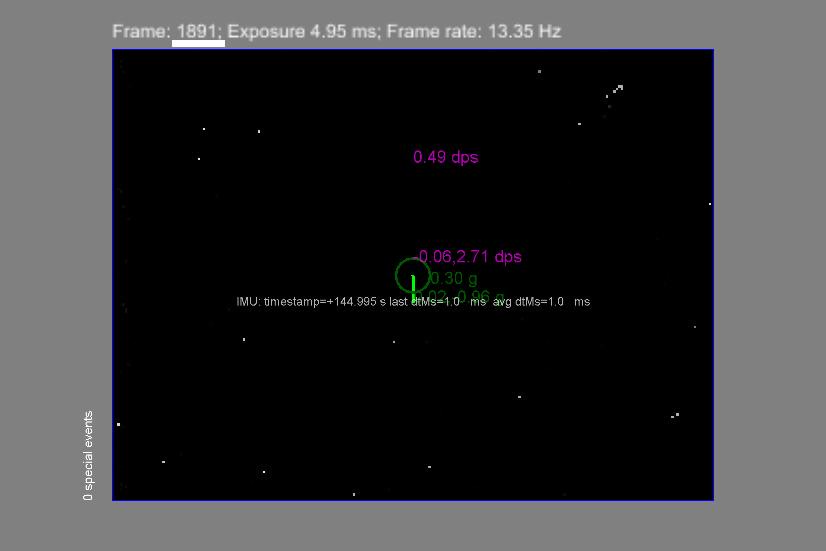 Frame: 1891; Exposure 4.95 ms; Frame rate: 13.35 Hz
0.49 dps
-0.06,2.71 dps
0.30 g
0.96 g
IMU: timestamp=+144.995 s last dtMs=1.0 ms avg dtMs=1.0 ms
0 special events